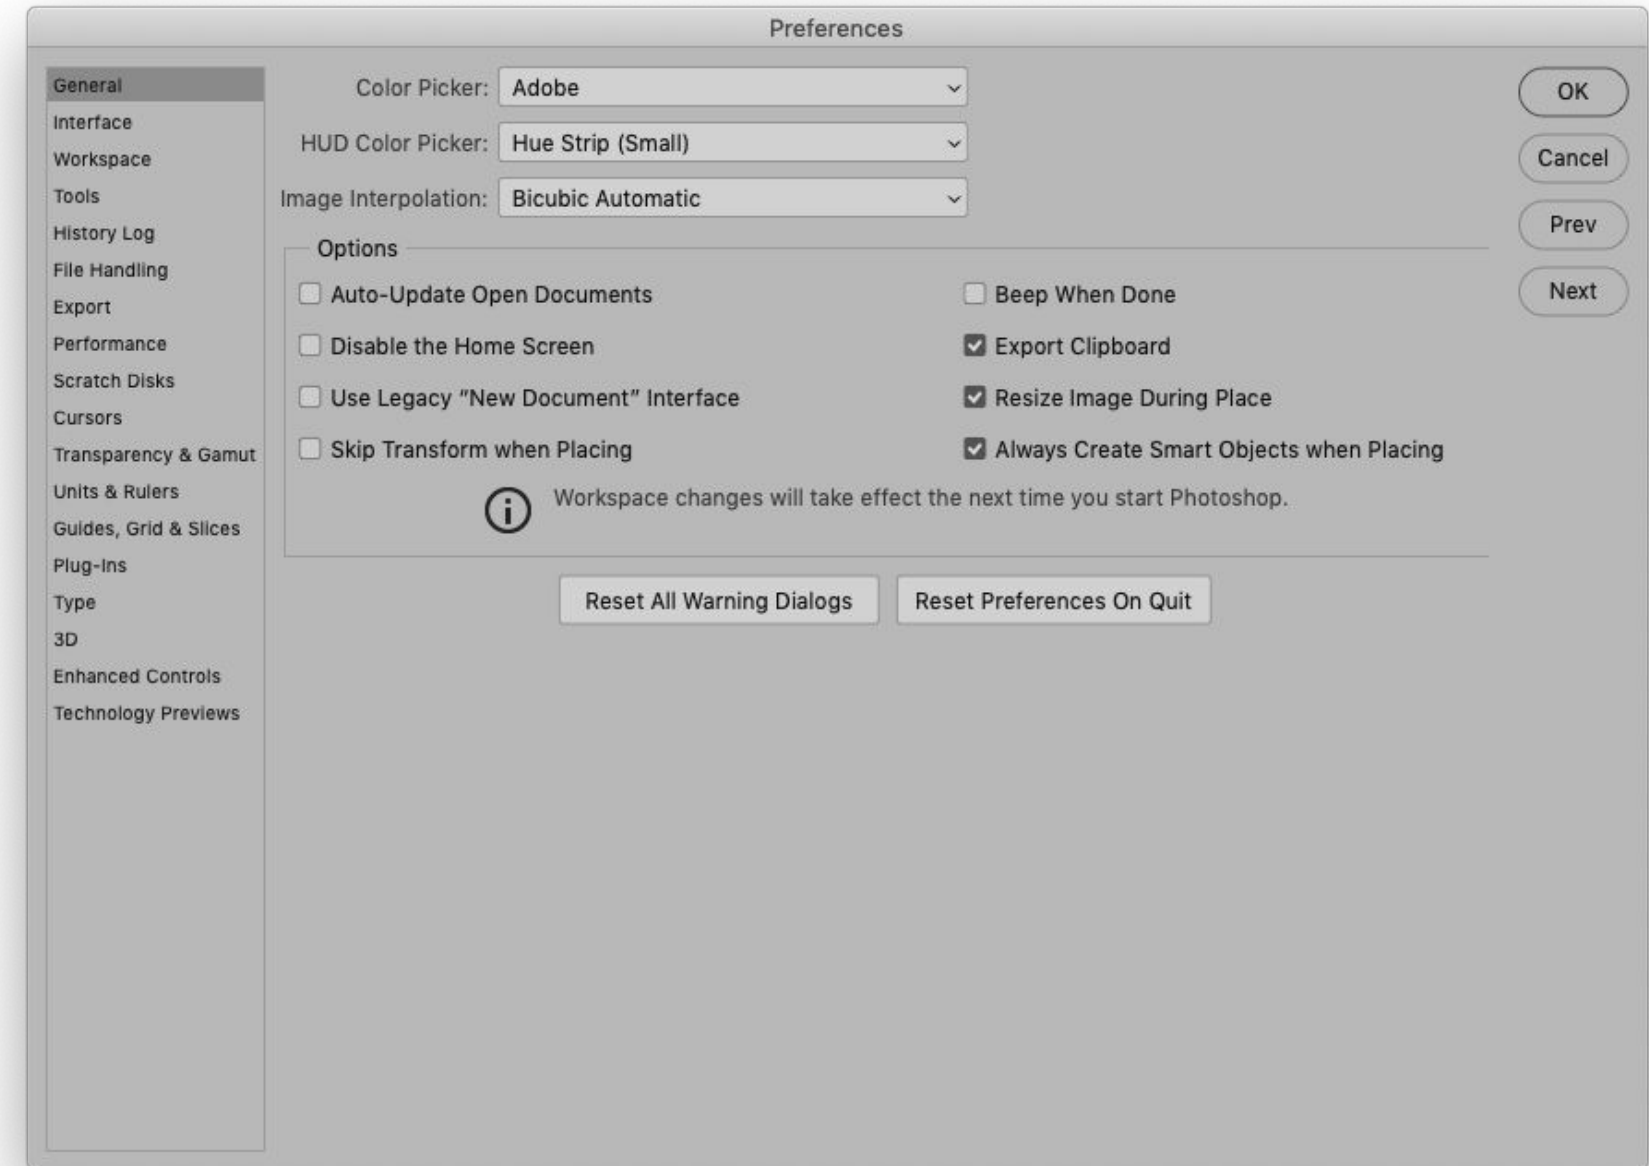 Preferences
General
Interface
Workspace
Tools
History Log
File Handling
Export
Performance
Scratch Disks
Cursors
Transparency & Gamut
Units & Rulers
Guides, Grid & Slices
Plug-Ins
Type
3D
Enhanced Controls
Technology Previews
Color Picker: Adobe
HUD Color Picker: Hue Strip (Small)
Image Interpolation: Bicubic Automatic
Options
Auto-Update Open Documents
Beep When Done
Disable the Home Screen
Export Clipboard
Use Legacy “New Document” Interface
Resize Image During Place
Skip Transform when Placing
Always Create Smart Objects when Placing
Workspace changes will take effect the next time you start Photoshop.
Reset All Warning Dialogs
Reset Preferences On Quit
OK
Cancel
Prev
Next